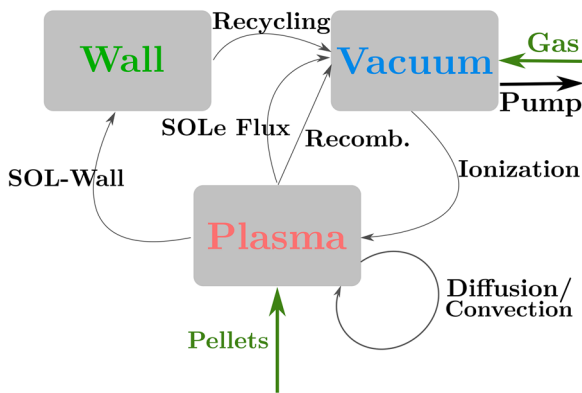 Recycling
Wall
Vacuum
Gas
Pump
SOLe Flux
Recomb.
SOL-Wall
Ionization
Plasma
Diffusion/
Convection
Pellets